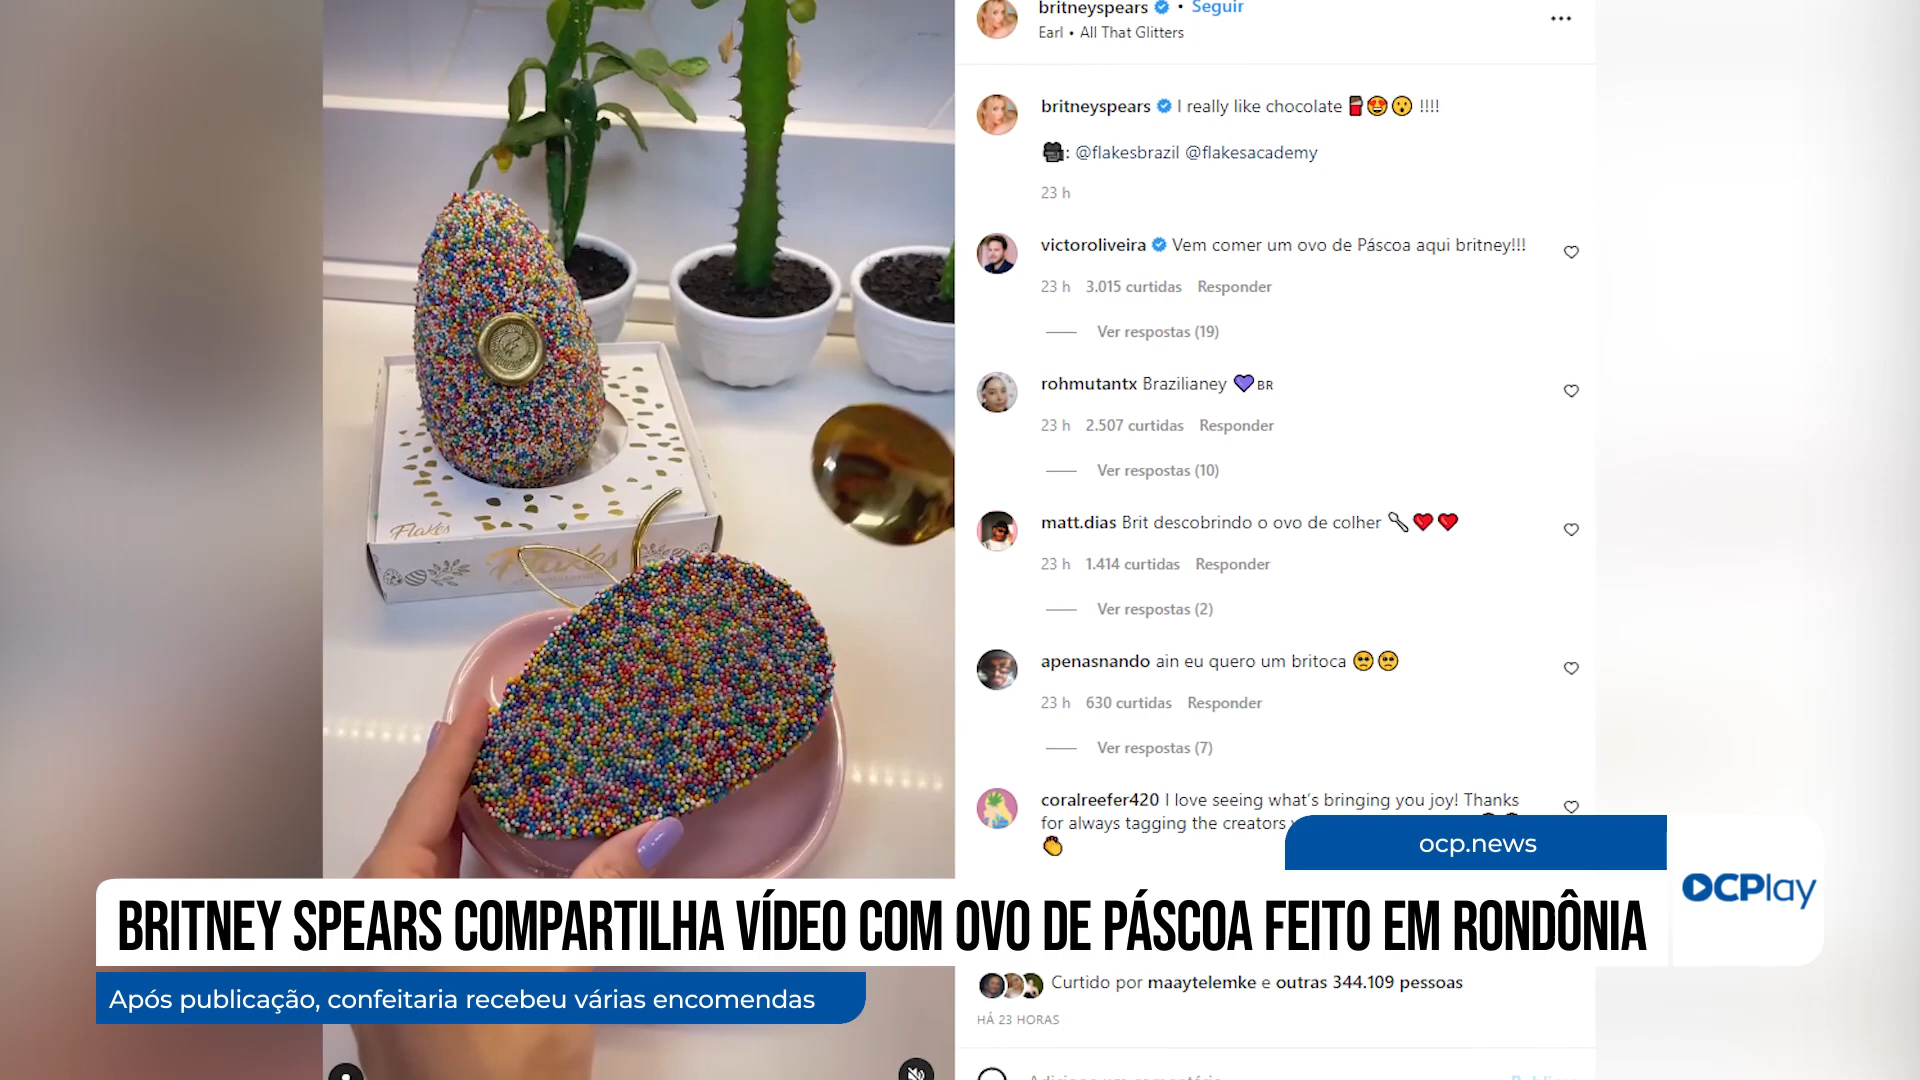 britneyspears • Seguir
Earl • All That Glitters
britneyspears I really like chocolate 🍫😍😮 !!!!
🎥: @flakesbrazil @flakesacademy
23 h
victoroliveira Vem comer um ovo de Páscoa aqui britney!!!
23 h 3.015 curtidas Responder
Ver respostas (19)
rohmutantx Brazilianey 💜 BR
23 h 2.507 curtidas Responder
Ver respostas (10)
matt.dias Brit descobrindo o ovo de colher 🥄❤️❤️
23 h 1.414 curtidas Responder
Ver respostas (2)
apenasnando ain eu quero um britoca 🥺🥺
23 h 630 curtidas Responder
Ver respostas (7)
coralreefer420 I love seeing what's bringing you joy! Thanks
for always tagging the creators
👏
Flakes
Flakes
ocp.news
OCPlay
BRITNEY SPEARS COMPARTILHA VÍDEO COM OVO DE PÁSCOA FEITO EM RONDÔNIA
Após publicação, confeitaria recebeu várias encomendas
Curtido por maaytelemke e outras 344.109 pessoas
HÁ 23 HORAS